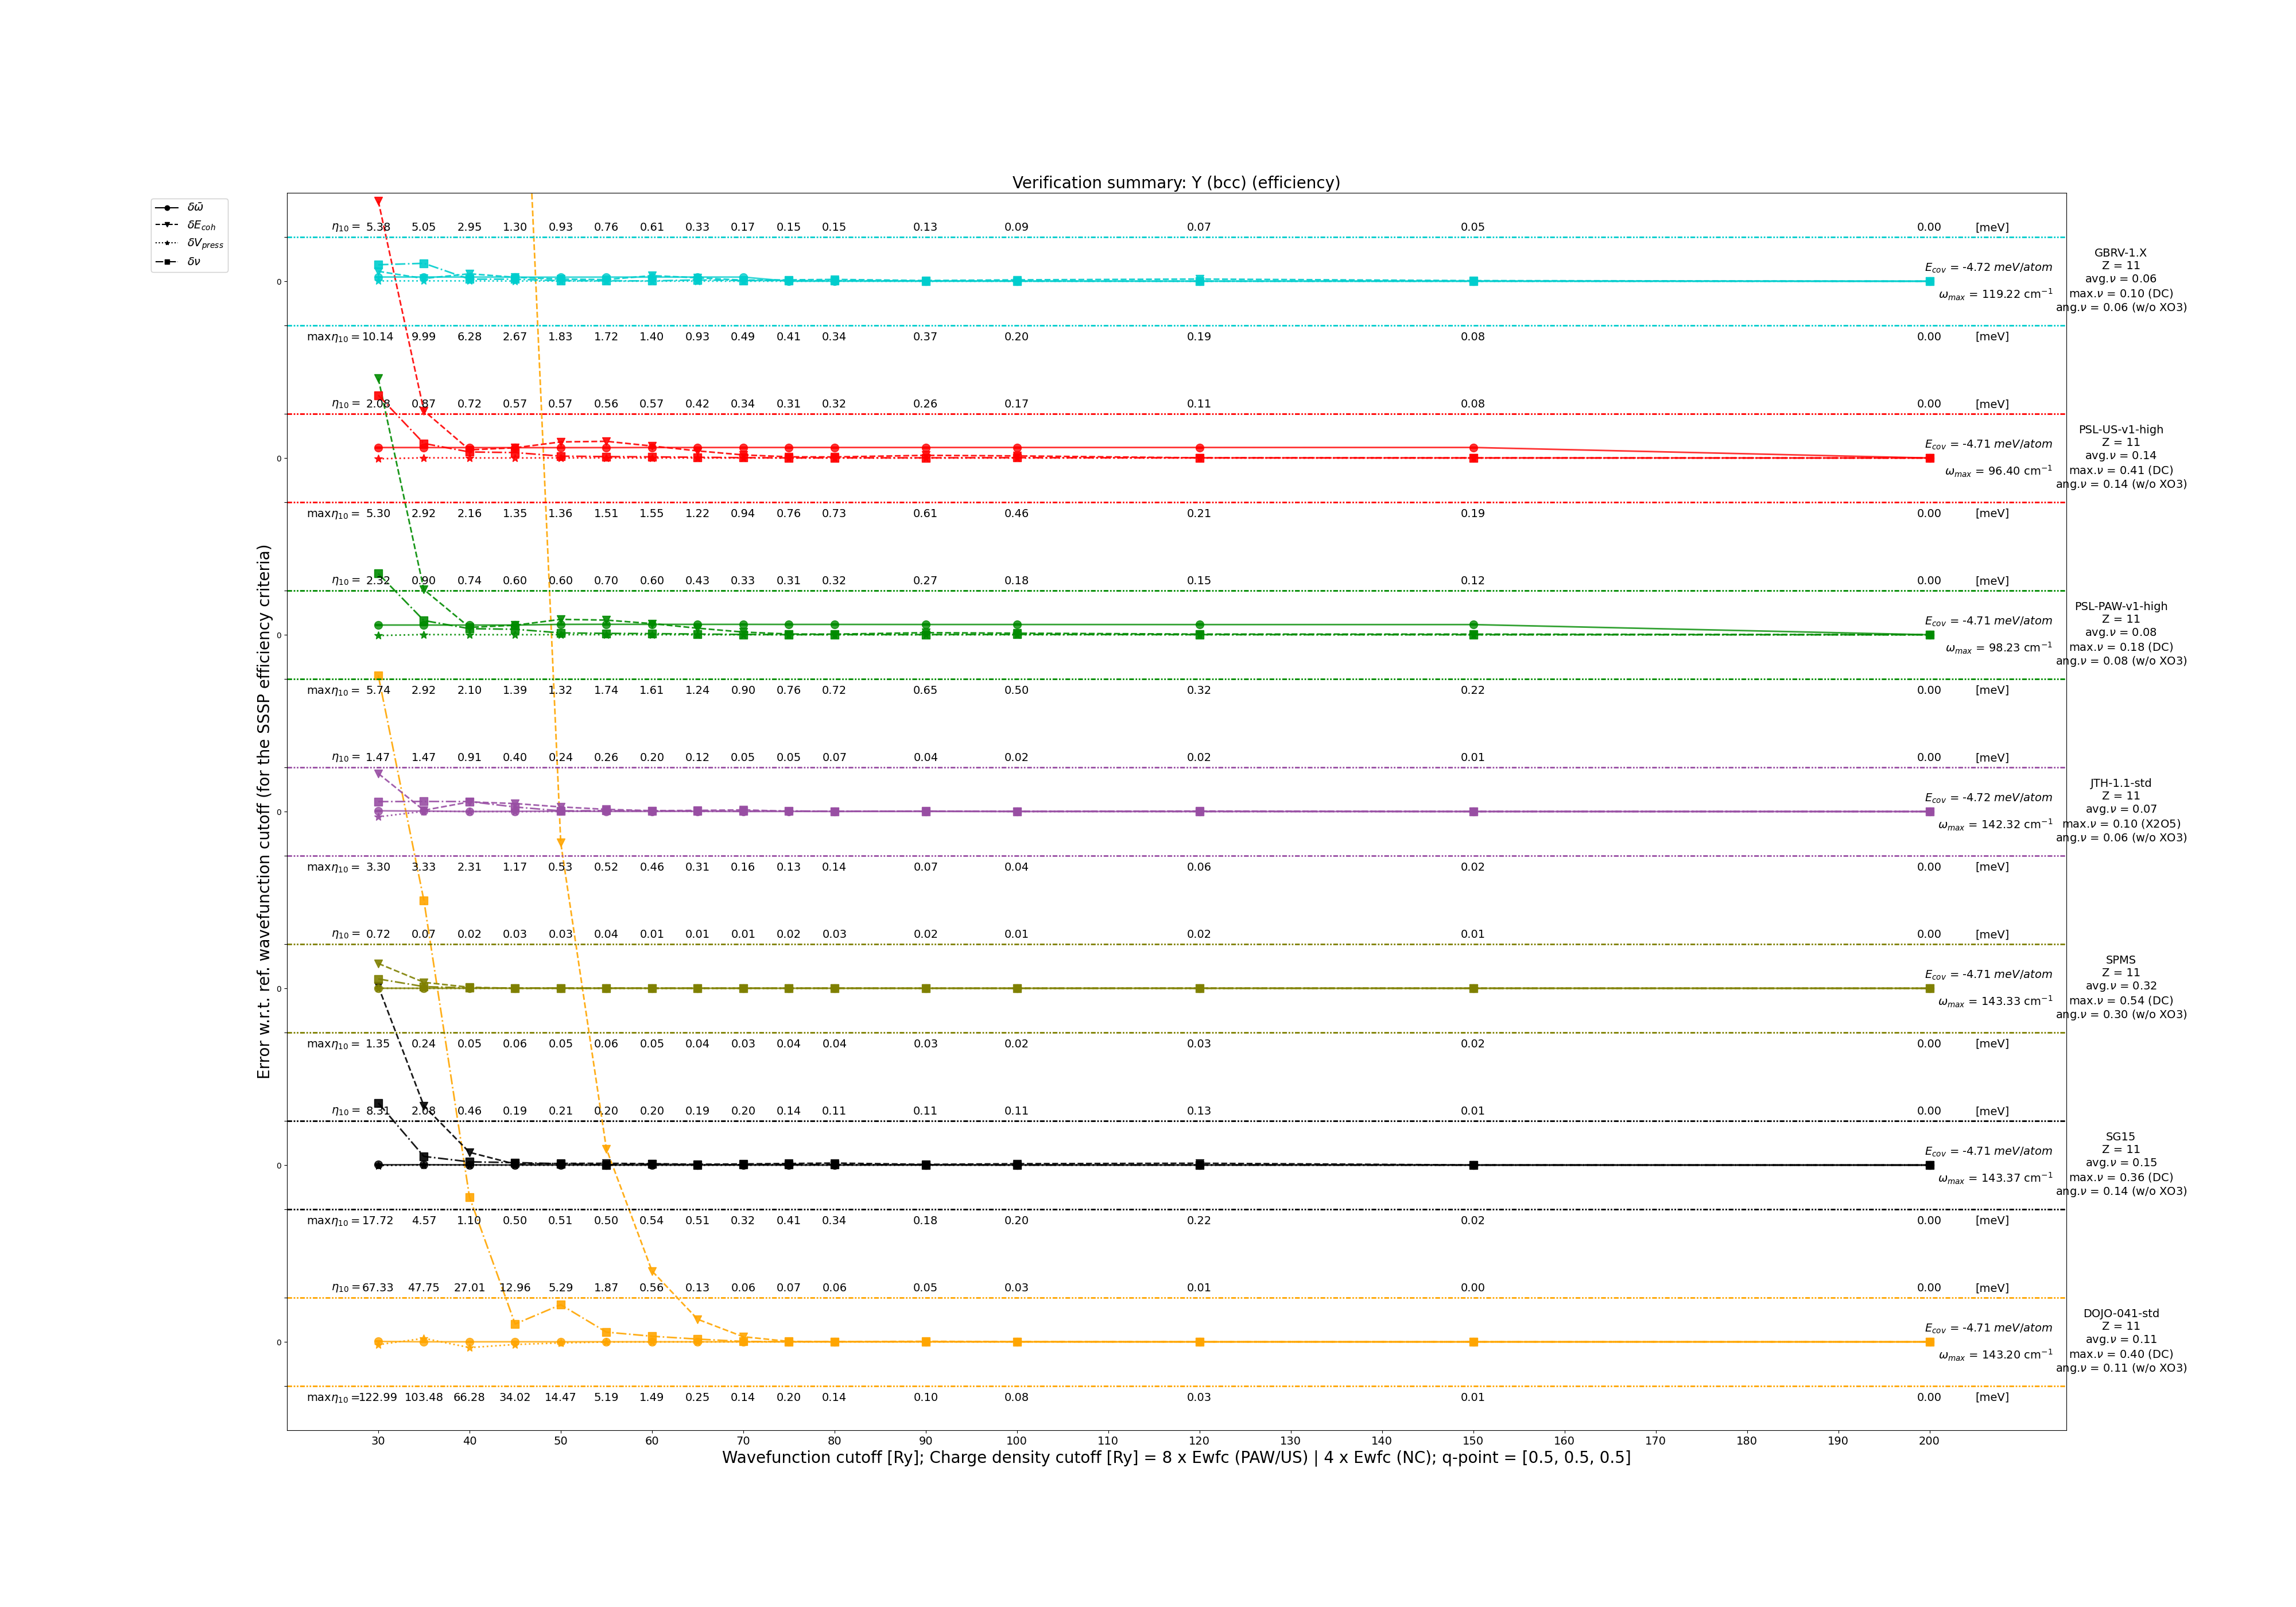 Verification summary: Y (bcc) (efficiency)
δω̄
δE_coh
δV_press
δν
Error w.r.t. ref. wavefunction cutoff (for the SSSP efficiency criteria)
η₁₀ = 5.38 5.05 2.95 1.30 0.93 0.76 0.61 0.33 0.17 0.15 0.15 0.13 0.09 0.07 0.05 0.00 [meV]
0
E_cov = -4.72 meV/atom
ω_max = 119.22 cm⁻¹
maxη₁₀ = 10.14 9.99 6.28 2.67 1.83 1.72 1.40 0.93 0.49 0.41 0.34 0.37 0.20 0.19 0.08 0.00 [meV]
GBRV-1.X
Z = 11
avg.ν = 0.06
max.ν = 0.10 (DC)
ang.ν = 0.06 (w/o XO3)
η₁₀ = 2.08 0.87 0.72 0.57 0.57 0.56 0.57 0.42 0.34 0.31 0.32 0.26 0.17 0.11 0.08 0.00 [meV]
0
E_cov = -4.71 meV/atom
ω_max = 96.40 cm⁻¹
maxη₁₀ = 5.30 2.92 2.16 1.35 1.36 1.51 1.55 1.22 0.94 0.76 0.73 0.61 0.46 0.21 0.19 0.00 [meV]
PSL-US-v1-high
Z = 11
avg.ν = 0.14
max.ν = 0.41 (DC)
ang.ν = 0.14 (w/o XO3)
η₁₀ = 2.32 0.90 0.74 0.60 0.60 0.70 0.60 0.43 0.33 0.31 0.32 0.27 0.18 0.15 0.12 0.00 [meV]
0
E_cov = -4.71 meV/atom
ω_max = 98.23 cm⁻¹
maxη₁₀ = 5.74 2.92 2.10 1.39 1.32 1.74 1.61 1.24 0.90 0.76 0.72 0.65 0.50 0.32 0.22 0.00 [meV]
PSL-PAW-v1-high
Z = 11
avg.ν = 0.08
max.ν = 0.18 (DC)
ang.ν = 0.08 (w/o XO3)
η₁₀ = 1.47 1.47 0.91 0.40 0.24 0.26 0.20 0.12 0.05 0.05 0.07 0.04 0.02 0.02 0.01 0.00 [meV]
0
E_cov = -4.72 meV/atom
ω_max = 142.32 cm⁻¹
maxη₁₀ = 3.30 3.33 2.31 1.17 0.53 0.52 0.46 0.31 0.16 0.13 0.14 0.07 0.04 0.06 0.02 0.00 [meV]
JTH-1.1-std
Z = 11
avg.ν = 0.07
max.ν = 0.10 (X2O5)
ang.ν = 0.06 (w/o XO3)
η₁₀ = 0.72 0.07 0.02 0.03 0.03 0.04 0.01 0.01 0.01 0.02 0.03 0.02 0.01 0.02 0.01 0.00 [meV]
0
E_cov = -4.71 meV/atom
ω_max = 143.33 cm⁻¹
maxη₁₀ = 1.35 0.24 0.05 0.06 0.05 0.06 0.05 0.04 0.03 0.04 0.04 0.03 0.02 0.03 0.02 0.00 [meV]
SPMS
Z = 11
avg.ν = 0.32
max.ν = 0.54 (DC)
ang.ν = 0.30 (w/o XO3)
η₁₀ = 8.31 2.08 0.46 0.19 0.21 0.20 0.20 0.19 0.20 0.14 0.11 0.11 0.11 0.13 0.01 0.00 [meV]
0
E_cov = -4.71 meV/atom
ω_max = 143.37 cm⁻¹
maxη₁₀ = 17.72 4.57 1.10 0.50 0.51 0.50 0.54 0.51 0.32 0.41 0.34 0.18 0.20 0.22 0.02 0.00 [meV]
SG15
Z = 11
avg.ν = 0.15
max.ν = 0.36 (DC)
ang.ν = 0.14 (w/o XO3)
η₁₀ = 67.33 47.75 27.01 12.96 5.29 1.87 0.56 0.13 0.06 0.07 0.06 0.05 0.03 0.01 0.00 0.00 [meV]
0
E_cov = -4.71 meV/atom
ω_max = 143.20 cm⁻¹
maxη₁₀ = 122.99 103.48 66.28 34.02 14.47 5.19 1.49 0.25 0.14 0.20 0.14 0.10 0.08 0.03 0.01 0.00 [meV]
DOJO-041-std
Z = 11
avg.ν = 0.11
max.ν = 0.40 (DC)
ang.ν = 0.11 (w/o XO3)
30 40 50 60 70 80 90 100 110 120 130 140 150 160 170 180 190 200
Wavefunction cutoff [Ry]; Charge density cutoff [Ry] = 8 x Ewfc (PAW/US) | 4 x Ewfc (NC); q-point = [0.5, 0.5, 0.5]